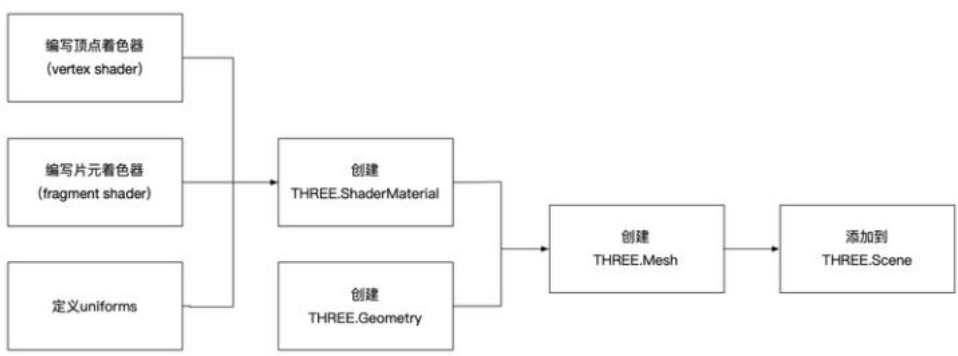 编写顶点着色器
(vertex shader)
编写片元着色器
(fragment shader)
定义uniforms
创建
THREE.ShaderMaterial
创建
THREE.Geometry
创建
THREE.Mesh
添加到
THREE.Scene